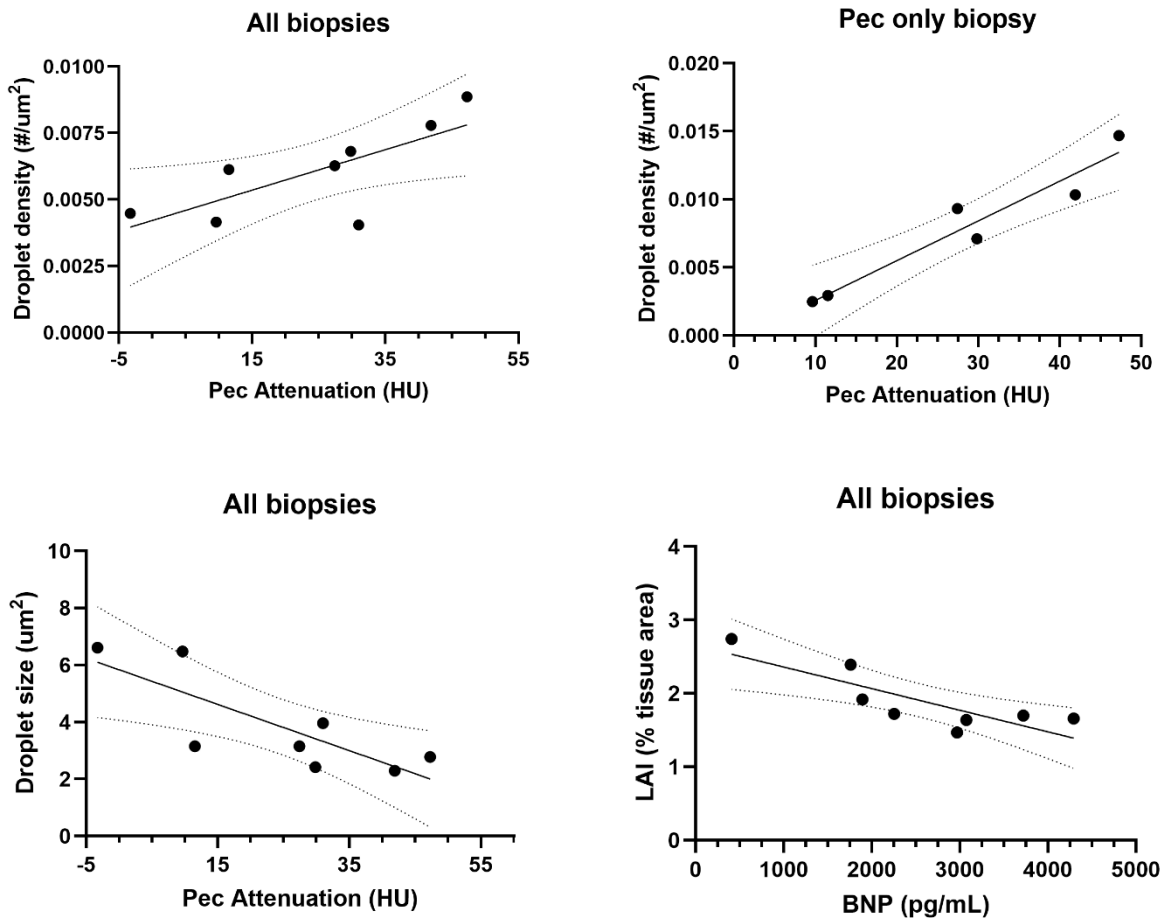 All biopsies
Droplet density (#/um²)
0.0100
0.0075
0.0050
0.0025
0.0000
-5 15 35 55
Pec Attenuation (HU)
Pec only biopsy
Droplet density (#/um²)
0.020
0.015
0.010
0.005
0.000
0 10 20 30 40 50
Pec Attenuation (HU)
All biopsies
Droplet size (um²)
10
8
6
4
2
0
-5 15 35 55
Pec Attenuation (HU)
All biopsies
LAI (% tissue area)
4
3
2
1
0
0 1000 2000 3000 4000 5000
BNP (pg/mL)